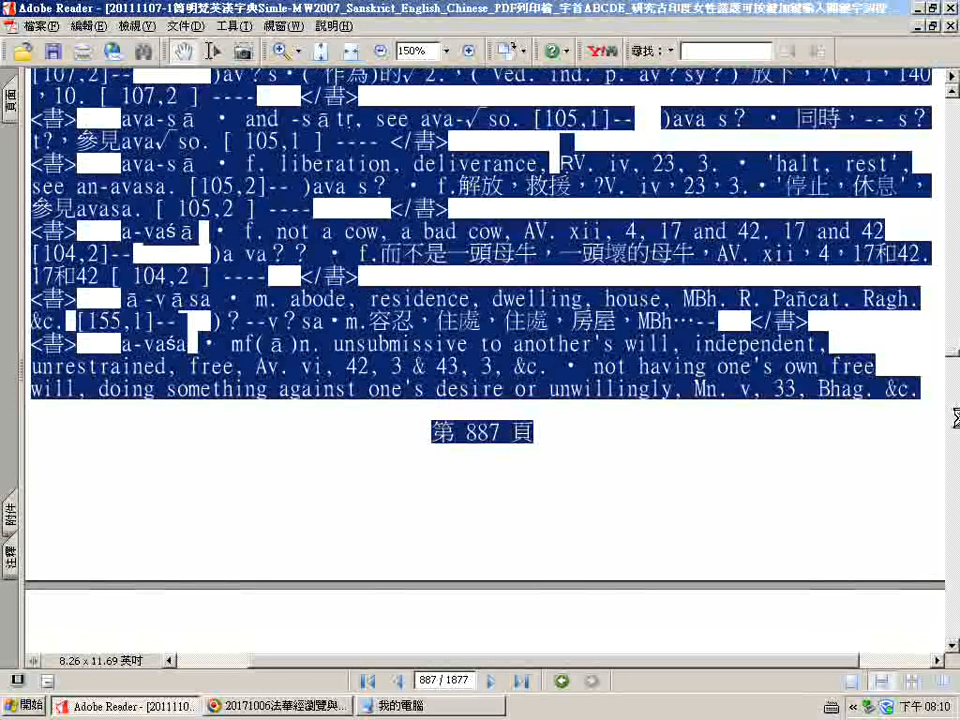 Adobe Reader - [20111107-1簡明梵英漢字典Simle-MW2007_Sanskrict_English_Chinese_PDF列印檔_字首ABCDE_研究古印度女性議題可按
檔案(F) 編輯(E) 檢視(V) 文件(D) 工具(T) 視窗(W) 說明(H)
150% Y! 尋找：
[107,2]-- )av?s·(作為)的√2.,(Ved. ind. p. av?sy?)放下,?V. i,140
,10. [ 107,2 ] ---- </書>
<書> ava-sā · and -sātṛ, see ava-√so. [105,1]-- )ava s? · 同時,-- s?
t?,參見ava√so. [ 105,1 ] ---- </書>
<書> ava-sā · f. liberation, deliverance, RV. iv, 23, 3. · 'halt, rest',
see an-avasa. [105,2]-- )ava s? · f.解放,救援,?V. iv,23,3.·'停止,休息',
參見avasa. [ 105,2 ] ---- </書>
<書> a-vaśā · f. not a cow, a bad cow, AV. xii, 4, 17 and 42. 17 and 42
[104,2]-- )a va?? · f.而不是一頭母牛,一頭壞的母牛,AV. xii,4,17和42.
17和42 [ 104,2 ] ---- </書>
<書> ā-vāsa · m. abode, residence, dwelling, house, MBh. R. Pañcat. Ragh.
&c. [155,1]-- )?--v?sa·m.容忍,住處,住處,房屋,MBh…-- </書>
<書> a-vaśa · mf(ā)n. unsubmissive to another's will, independent,
unrestrained, free, Av. vi, 42, 3 & 43, 3, &c. · not having one's own free
will, doing something against one's desire or unwillingly, Mn. v, 33, Bhag. &c.
第 887 頁
頁面
附件
注釋
8.26 x 11.69 英吋
887 / 1877
開始 Adobe Reader - [2011110... 20171006法華經瀏覽與... 我的電腦 下午 08:10